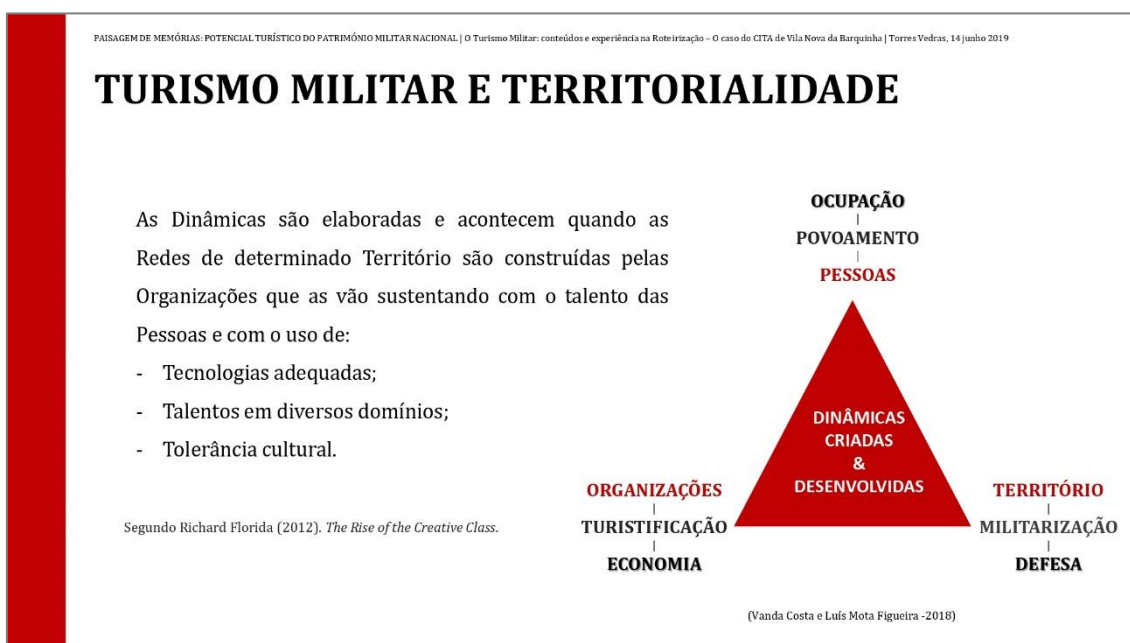 PAISAGEM DE MEMÓRIAS: POTENCIAL TURÍSTICO DO PATRIMÓNIO MILITAR NACIONAL | O Turismo Militar: conteúdos e experiência na Roteirização – O caso do CITA de Vila Nova da Barquinha | Torres Vedras, 14 junho 2019
TURISMO MILITAR E TERRITORIALIDADE
As Dinâmicas são elaboradas e acontecem quando as
Redes de determinado Território são construídas pelas
Organizações que as vão sustentando com o talento das
Pessoas e com o uso de:
- Tecnologias adequadas;
- Talentos em diversos domínios;
- Tolerância cultural.
Segundo Richard Florida (2012). The Rise of the Creative Class.
OCUPAÇÃO
POVOAMENTO
PESSOAS
DINÂMICAS
CRIADAS
&
DESENVOLVIDAS
ORGANIZAÇÕES
TURISTIFICAÇÃO
ECONOMIA
TERRITÓRIO
MILITARIZAÇÃO
DEFESA
(Vanda Costa e Luís Mota Figueira -2018)